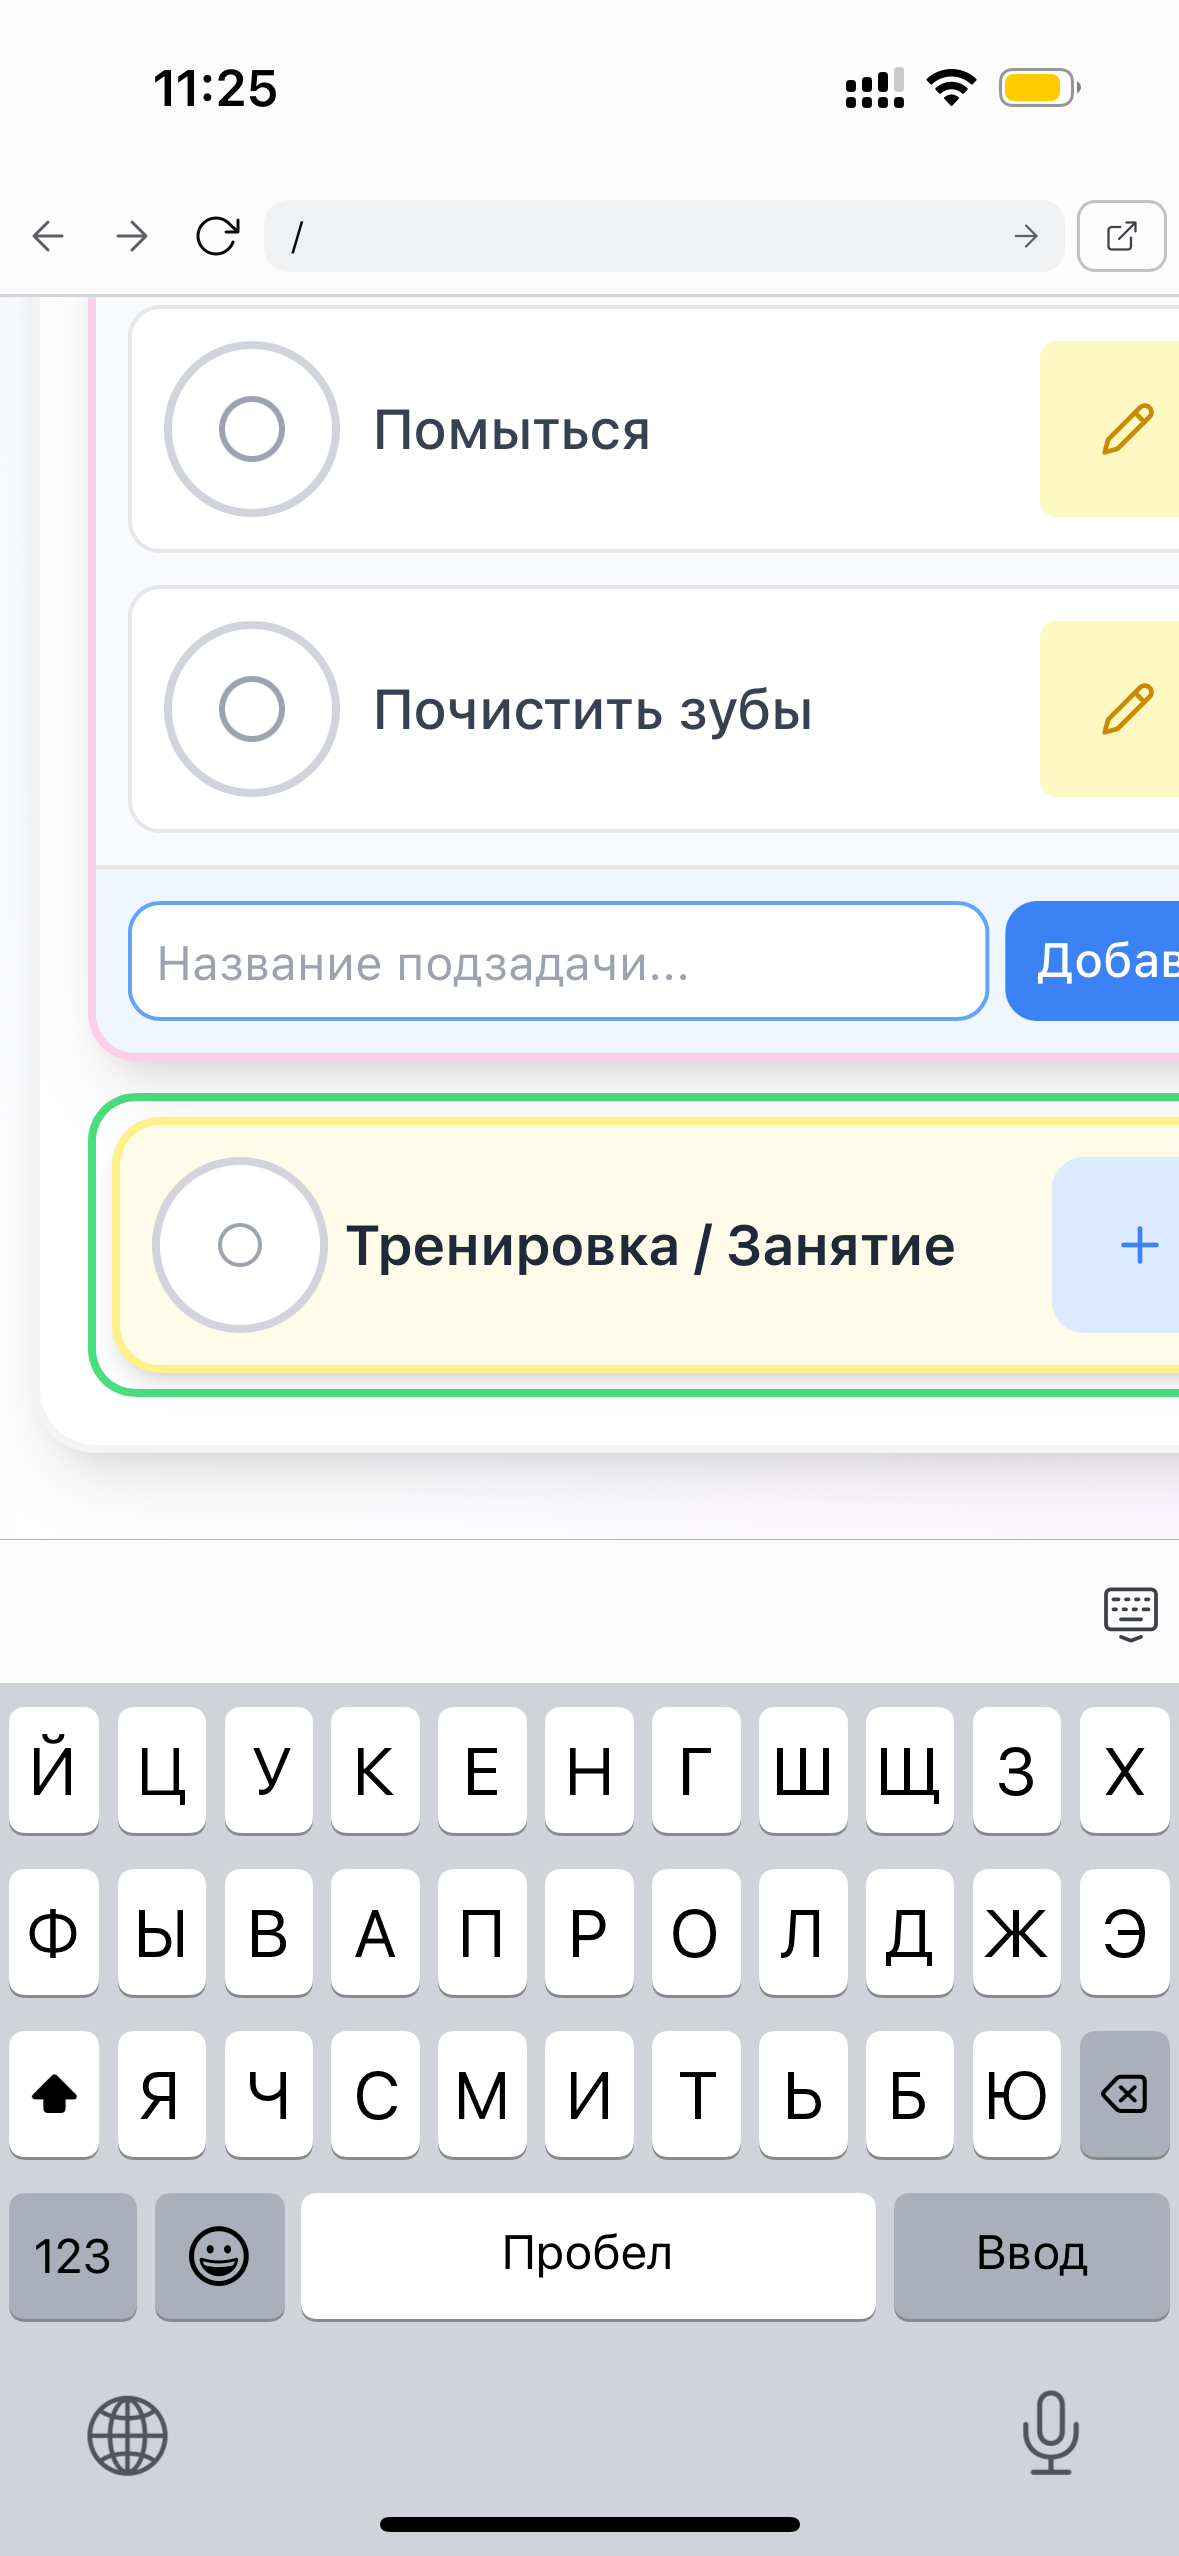 11:25
/
Помыться
Почистить зубы
Название подзадачи...
Добав
Тренировка / Занятие
Й Ц У К Е Н Г Ш Щ З Х
Ф Ы В А П Р О Л Д Ж Э
Я Ч С М И Т Ь Б Ю
123 Пробел Ввод